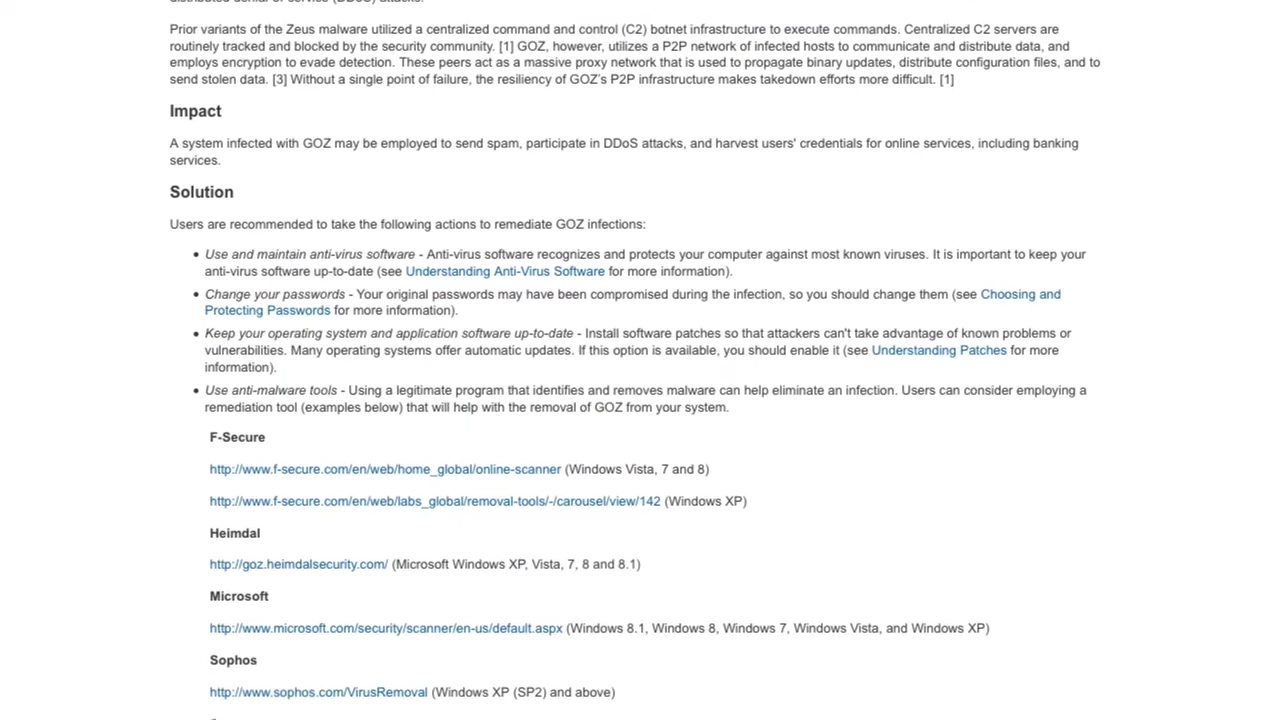 distributed denial of service (DDoS) attacks.
Prior variants of the Zeus malware utilized a centralized command and control (C2) botnet infrastructure to execute commands. Centralized C2 servers are
routinely tracked and blocked by the security community. [1] GOZ, however, utilizes a P2P network of infected hosts to communicate and distribute data, and
employs encryption to evade detection. These peers act as a massive proxy network that is used to propagate binary updates, distribute configuration files, and to
send stolen data. [3] Without a single point of failure, the resiliency of GOZ's P2P infrastructure makes takedown efforts more difficult. [1]
Impact
A system infected with GOZ may be employed to send spam, participate in DDoS attacks, and harvest users' credentials for online services, including banking
services.
Solution
Users are recommended to take the following actions to remediate GOZ infections:
• Use and maintain anti-virus software - Anti-virus software recognizes and protects your computer against most known viruses. It is important to keep your
anti-virus software up-to-date (see Understanding Anti-Virus Software for more information).
• Change your passwords - Your original passwords may have been compromised during the infection, so you should change them (see Choosing and
Protecting Passwords for more information).
• Keep your operating system and application software up-to-date - Install software patches so that attackers can't take advantage of known problems or
vulnerabilities. Many operating systems offer automatic updates. If this option is available, you should enable it (see Understanding Patches for more
information).
• Use anti-malware tools - Using a legitimate program that identifies and removes malware can help eliminate an infection. Users can consider employing a
remediation tool (examples below) that will help with the removal of GOZ from your system.
F-Secure
http://www.f-secure.com/en/web/home_global/online-scanner (Windows Vista, 7 and 8)
http://www.f-secure.com/en/web/labs_global/removal-tools/-/carousel/view/142 (Windows XP)
Heimdal
http://goz.heimdalsecurity.com/ (Microsoft Windows XP, Vista, 7, 8 and 8.1)
Microsoft
http://www.microsoft.com/security/scanner/en-us/default.aspx (Windows 8.1, Windows 8, Windows 7, Windows Vista, and Windows XP)
Sophos
http://www.sophos.com/VirusRemoval (Windows XP (SP2) and above)